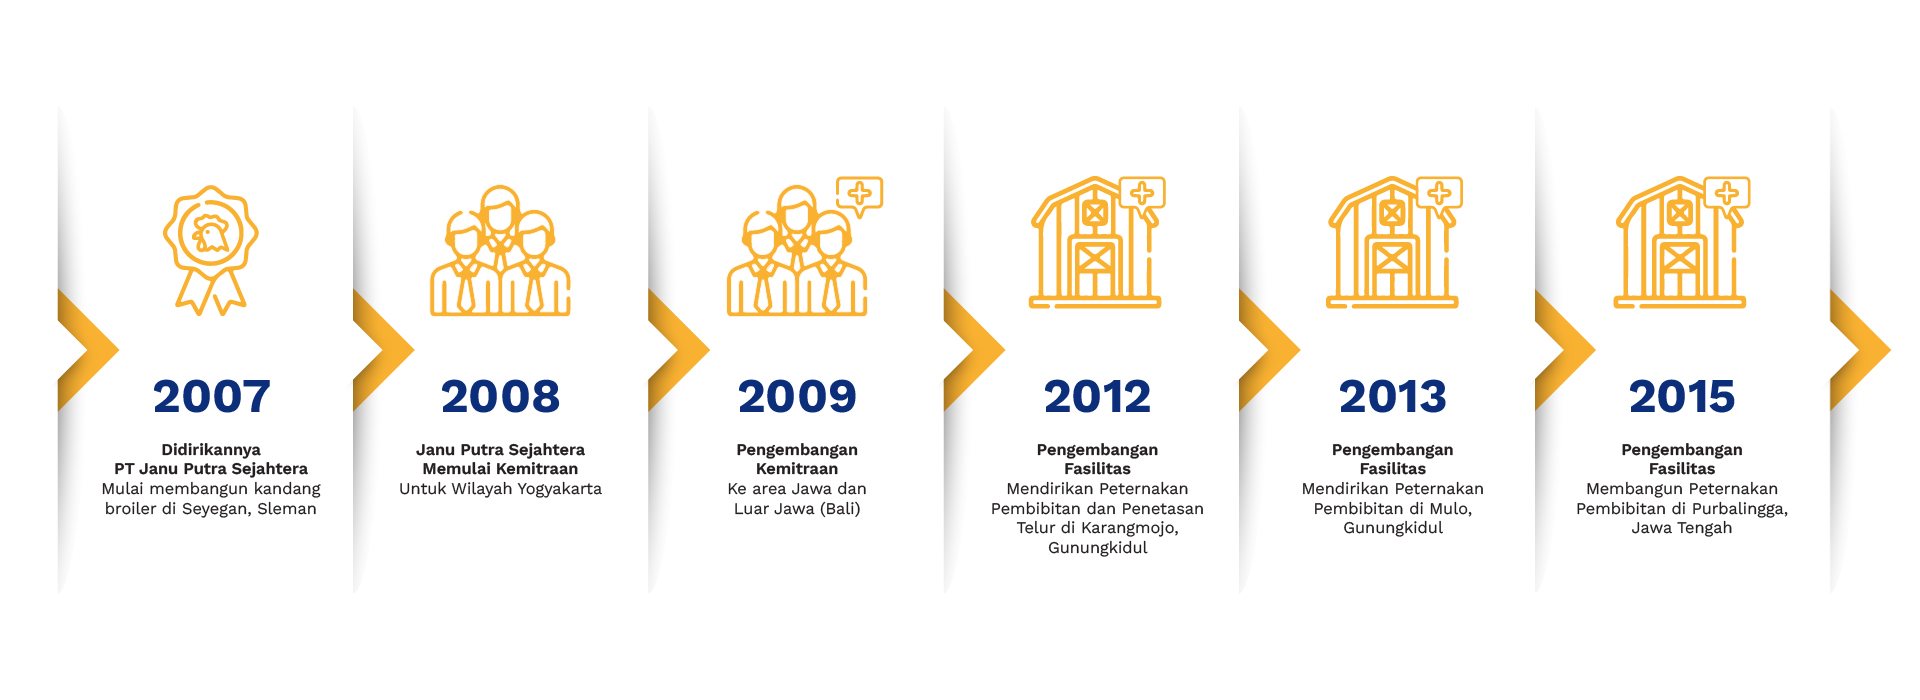 2007
Didirikannya
PT Janu Putra Sejahtera
Mulai membangun kandang
broiler di Seyegan, Sleman
2008
Janu Putra Sejahtera
Memulai Kemitraan
Untuk Wilayah Yogyakarta
2009
Pengembangan
Kemitraan
Ke area Jawa dan
Luar Jawa (Bali)
2012
Pengembangan
Fasilitas
Mendirikan Peternakan
Pembibitan dan Penetasan
Telur di Karangmojo,
Gunungkidul
2013
Pengembangan
Fasilitas
Mendirikan Peternakan
Pembibitan di Mulo,
Gunungkidul
2015
Pengembangan
Fasilitas
Membangun Peternakan
Pembibitan di Purbalingga,
Jawa Tengah